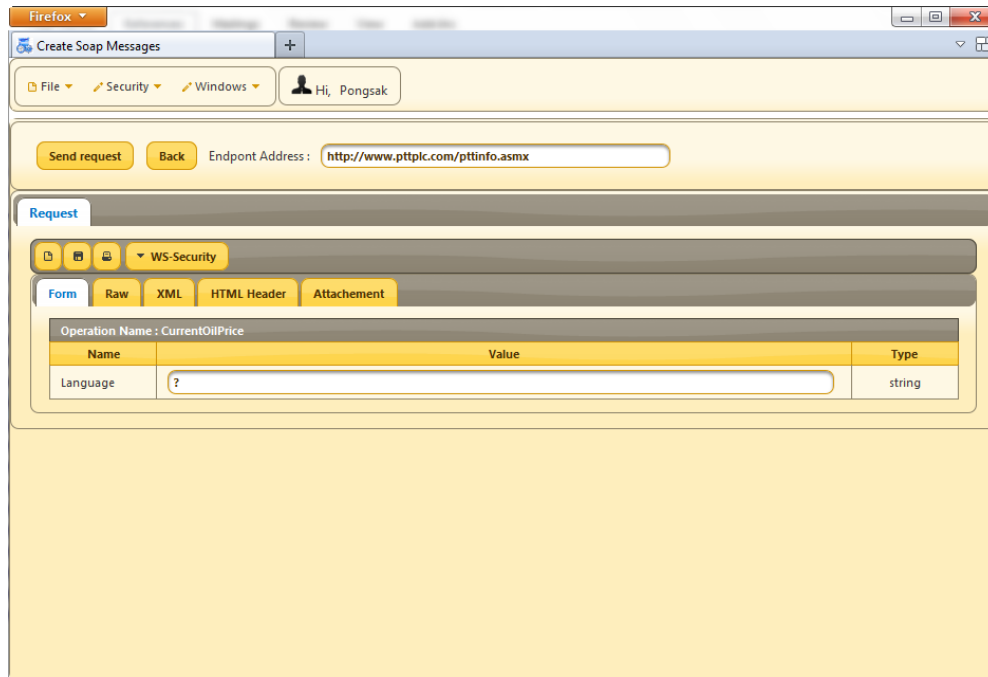 Firefox
Create Soap Messages
File Security Windows Hi, Pongsak
Send request Back Endpont Address : http://www.pttplc.com/pttinfo.asmx
Request
WS-Security
Form Raw XML HTML Header Attachement
Operation Name : CurrentOilPrice
Name Value Type
Language ? string